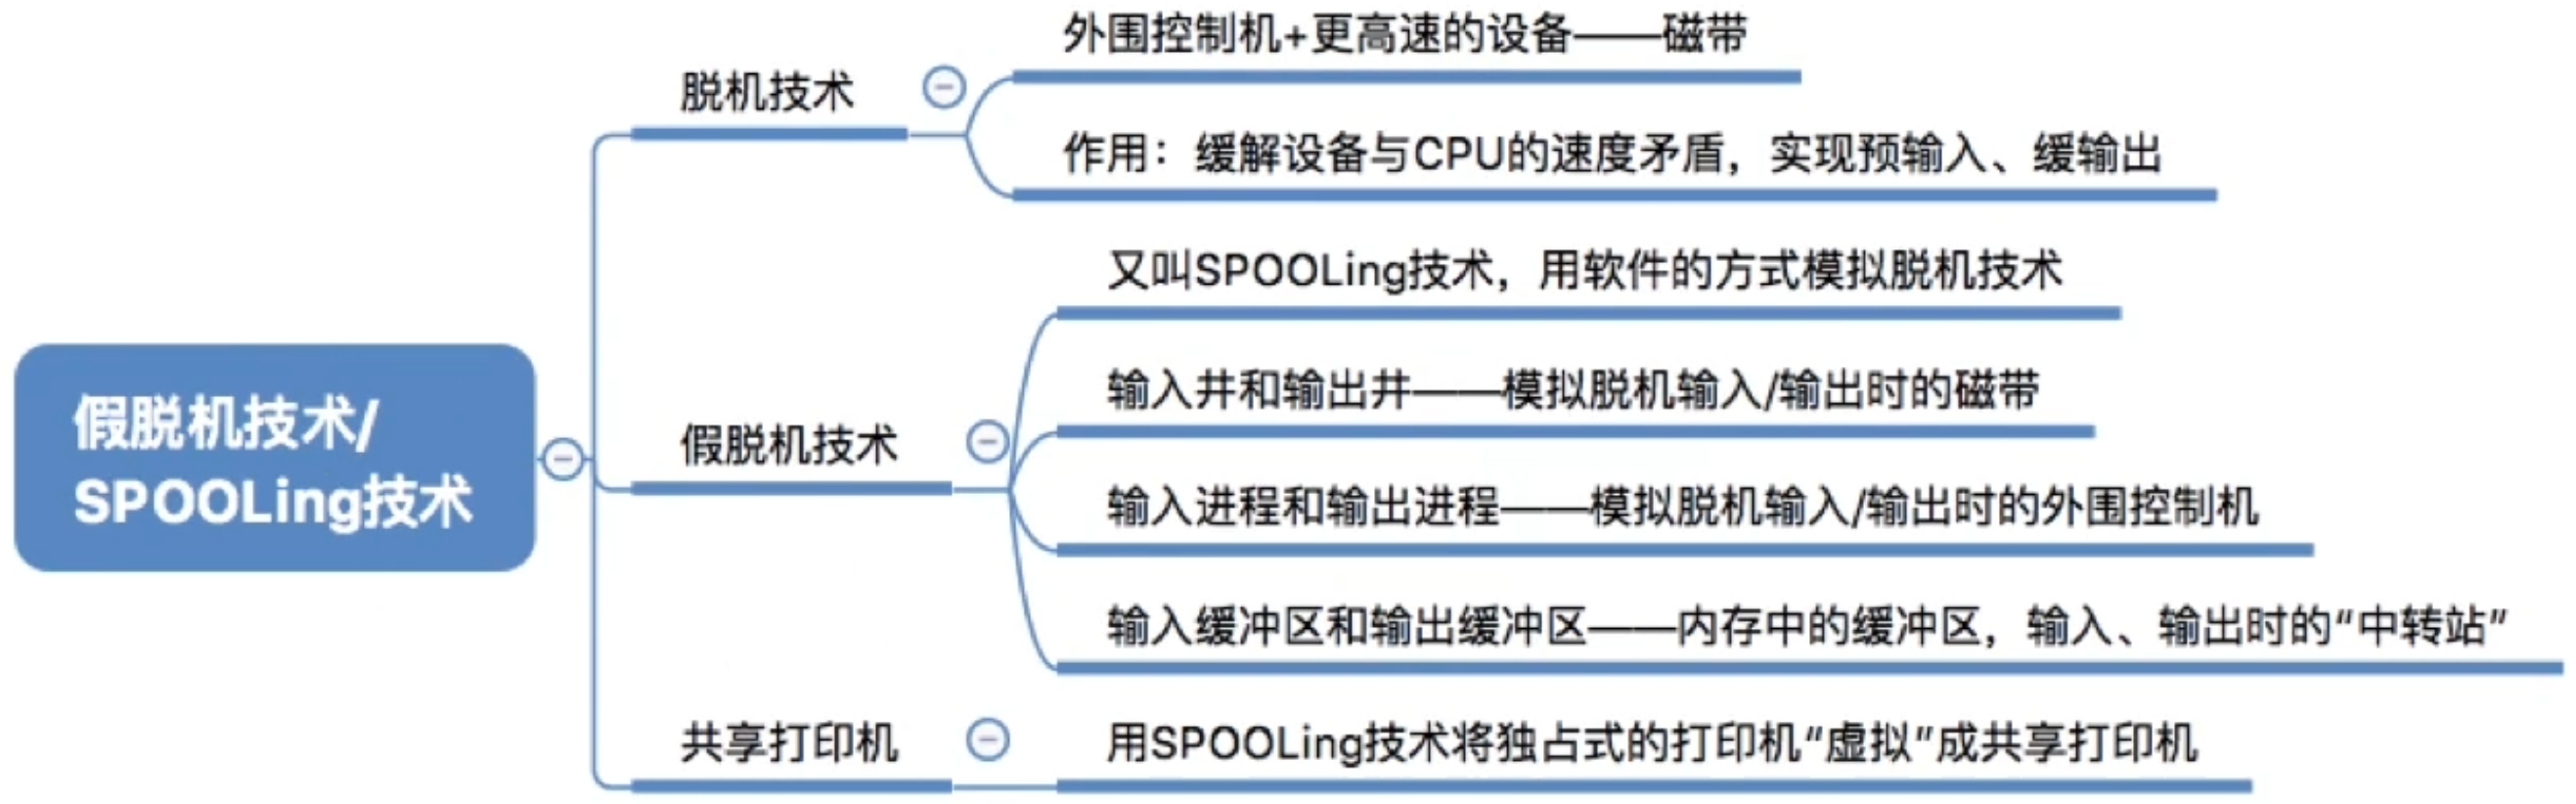 外围控制机+更高速的设备——磁带
脱机技术
作用：缓解设备与CPU的速度矛盾，实现预输入、缓输出
又叫SPOOLing技术，用软件的方式模拟脱机技术
输入井和输出井——模拟脱机输入/输出时的磁带
假脱机技术/
SPOOLing技术
假脱机技术
输入进程和输出进程——模拟脱机输入/输出时的外围控制机
输入缓冲区和输出缓冲区——内存中的缓冲区，输入、输出时的“中转站”
共享打印机
用SPOOLing技术将独占式的打印机“虚拟”成共享打印机